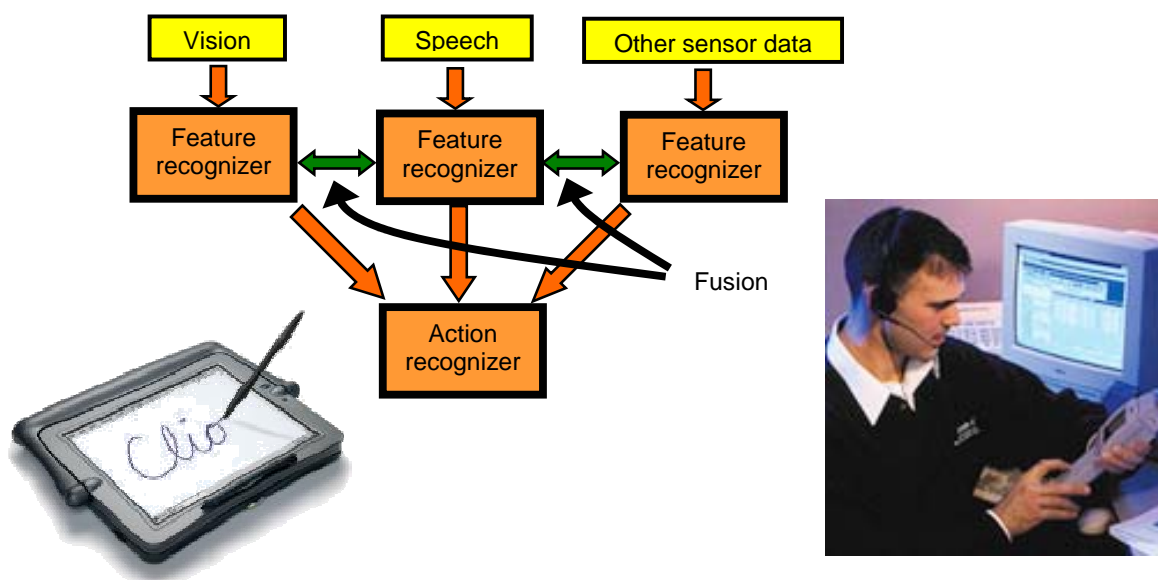 Vision
Speech
Other sensor data
Feature
recognizer
Feature
recognizer
Feature
recognizer
Fusion
Action
recognizer
Clio